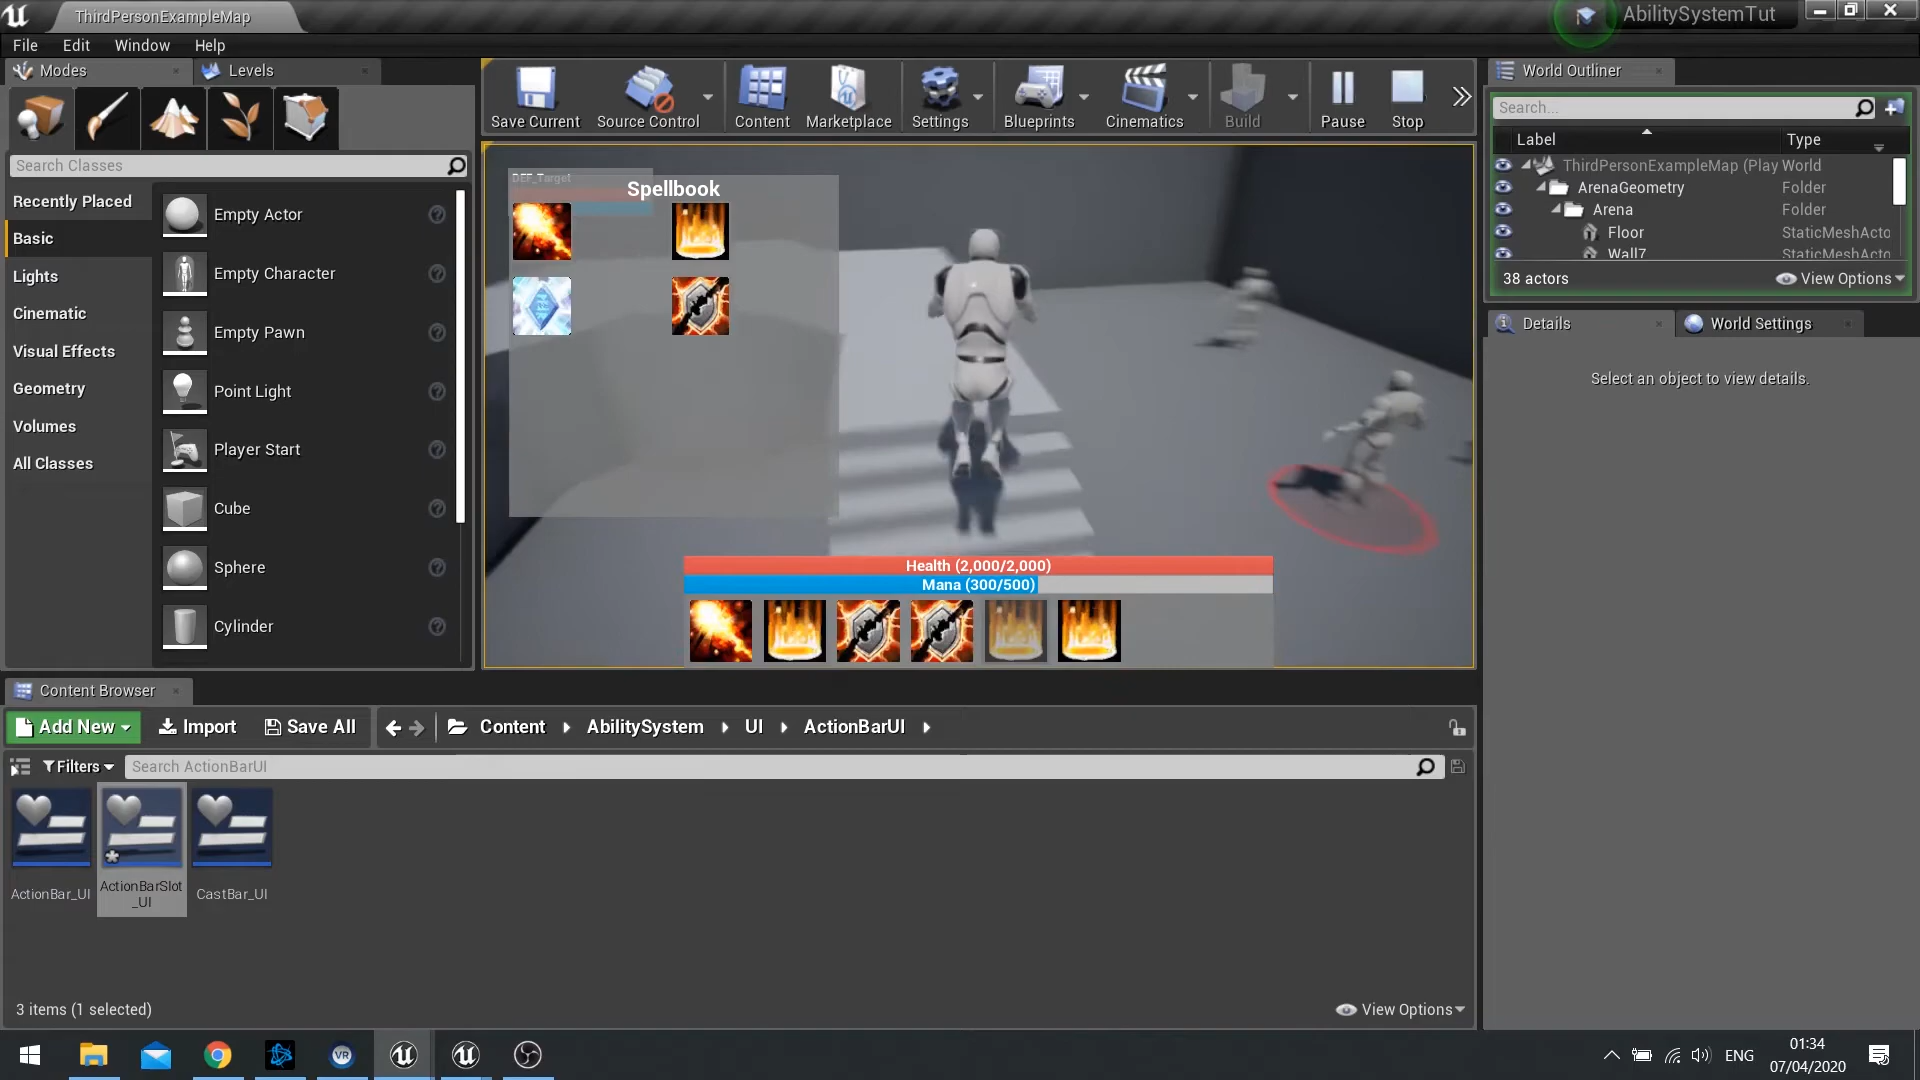 ThirdPersonExampleMap
AbilitySystemTut
File Edit Window Help
Modes
Levels
Search Classes
Recently Placed
Basic
Lights
Cinematic
Visual Effects
Geometry
Volumes
All Classes
Empty Actor
Empty Character
Empty Pawn
Point Light
Player Start
Cube
Sphere
Cylinder
Save Current
Source Control
Content
Marketplace
Settings
Blueprints
Cinematics
Build
Pause
Stop
DEF_Target
Spellbook
Health (2,000/2,000)
Mana (300/500)
World Outliner
Search...
Label Type
ThirdPersonExampleMap (Play World
ArenaGeometry Folder
Arena Folder
Floor StaticMeshActo
Wall7 StaticMeshActo
38 actors
View Options
Details
World Settings
Select an object to view details.
Content Browser
Add New
Import
Save All
Content AbilitySystem UI ActionBarUI
Filters
Search ActionBarUI
ActionBar_UI
ActionBarSlot
_UI
CastBar_UI
3 items (1 selected)
View Options
VR
ENG
01:34
07/04/2020